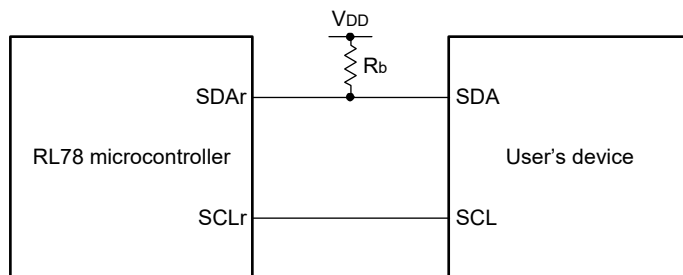 VDD
Rb
SDAr SDA
RL78 microcontroller User's device
SCLr SCL